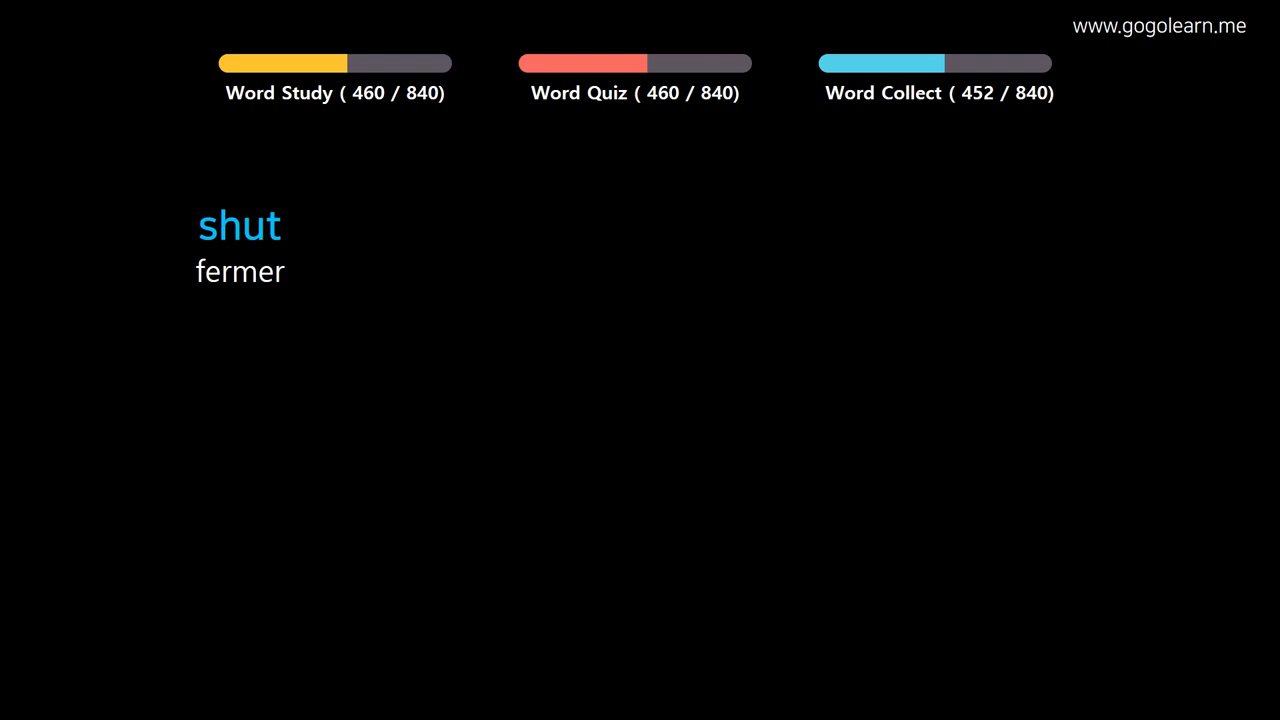 www.gogolearn.me
Word Study ( 460 / 840)
Word Quiz ( 460 / 840)
Word Collect ( 452 / 840)
shut
fermer